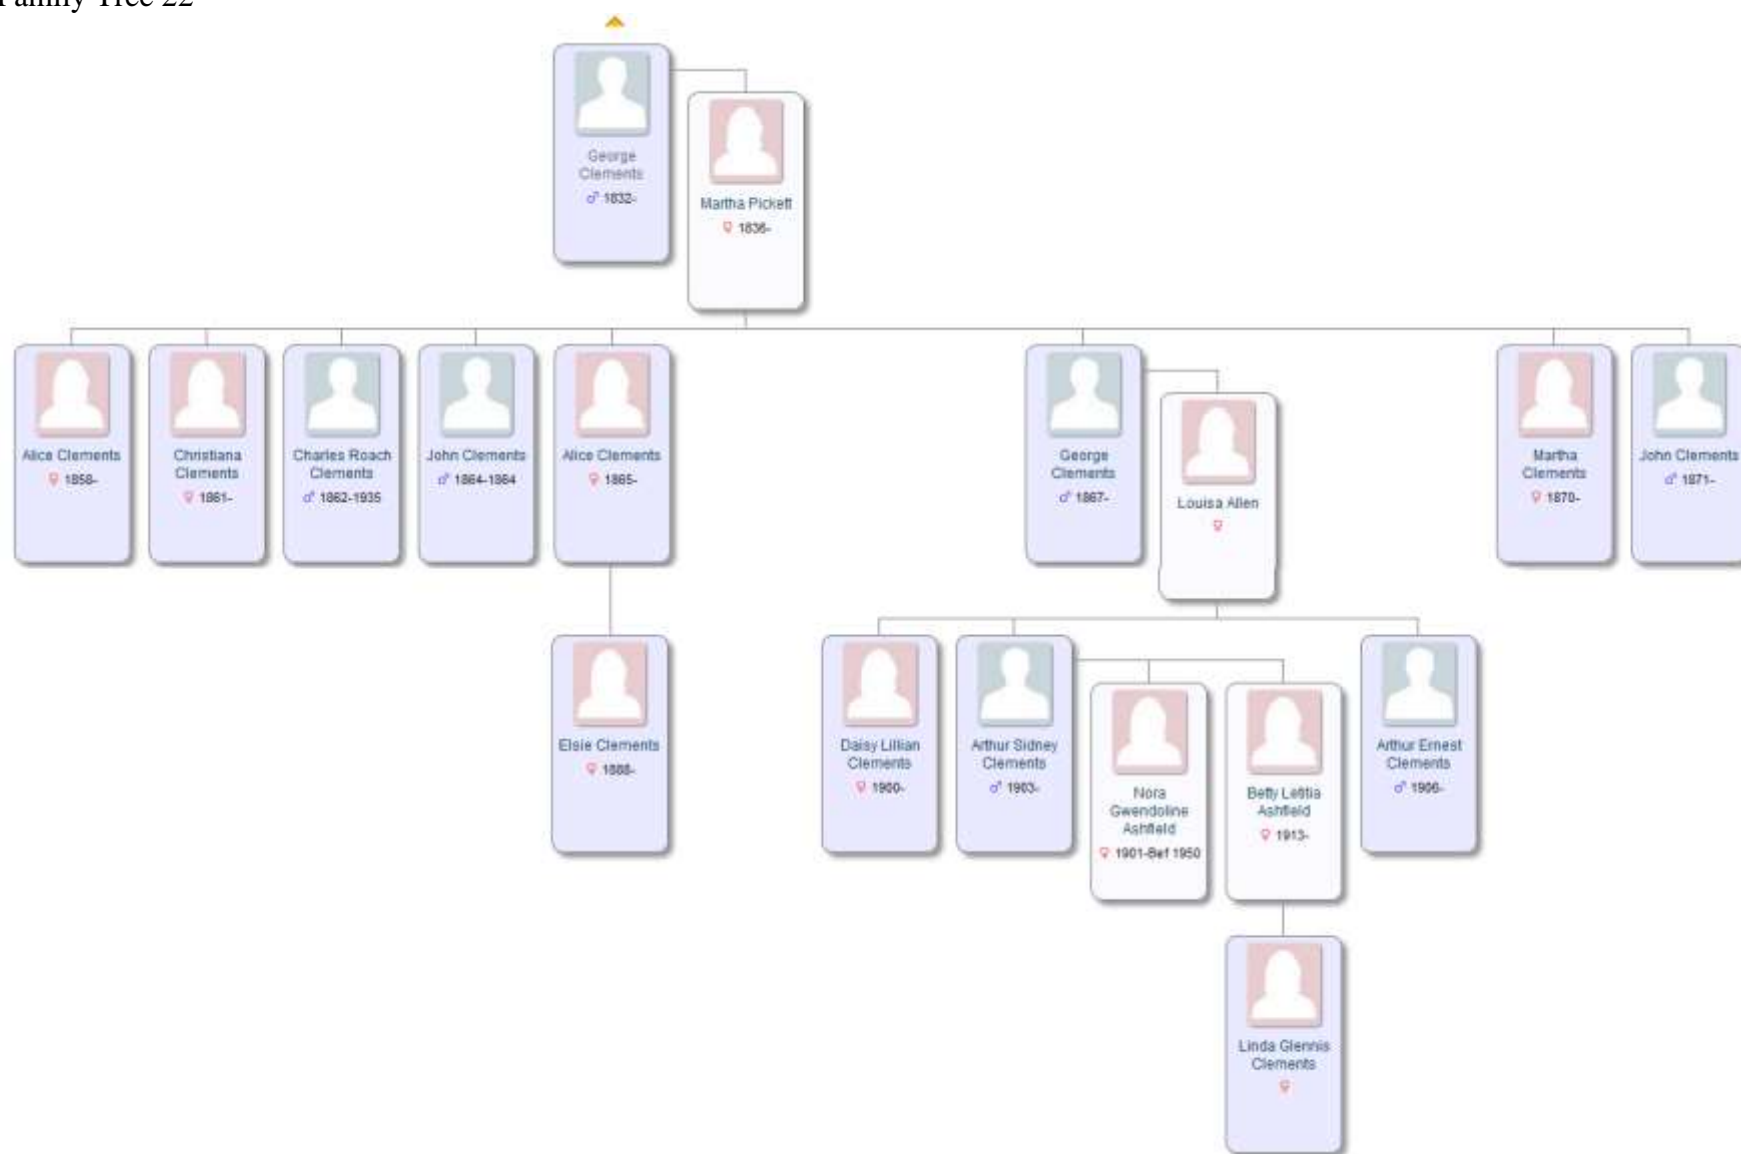 Family Tree 22
George
Clements
♂ 1832-
Martha Pickett
♀ 1836-
Alice Clements
♀ 1858-
Christiana
Clements
♀ 1861-
Charles Roach
Clements
♂ 1862-1935
John Clements
♂ 1864-1864
Alice Clements
♀ 1865-
George
Clements
♂ 1867-
Louisa Allen
♀
Martha
Clements
♀ 1870-
John Clements
♂ 1871-
Elsie Clements
♀ 1888-
Daisy Lillian
Clements
♀ 1900-
Arthur Sidney
Clements
♂ 1903-
Nora
Gwendoline
Ashfield
♀ 1901-Bef 1950
Betty Letitia
Ashfield
♀ 1913-
Arthur Ernest
Clements
♂ 1906-
Linda Glennis
Clements
♀